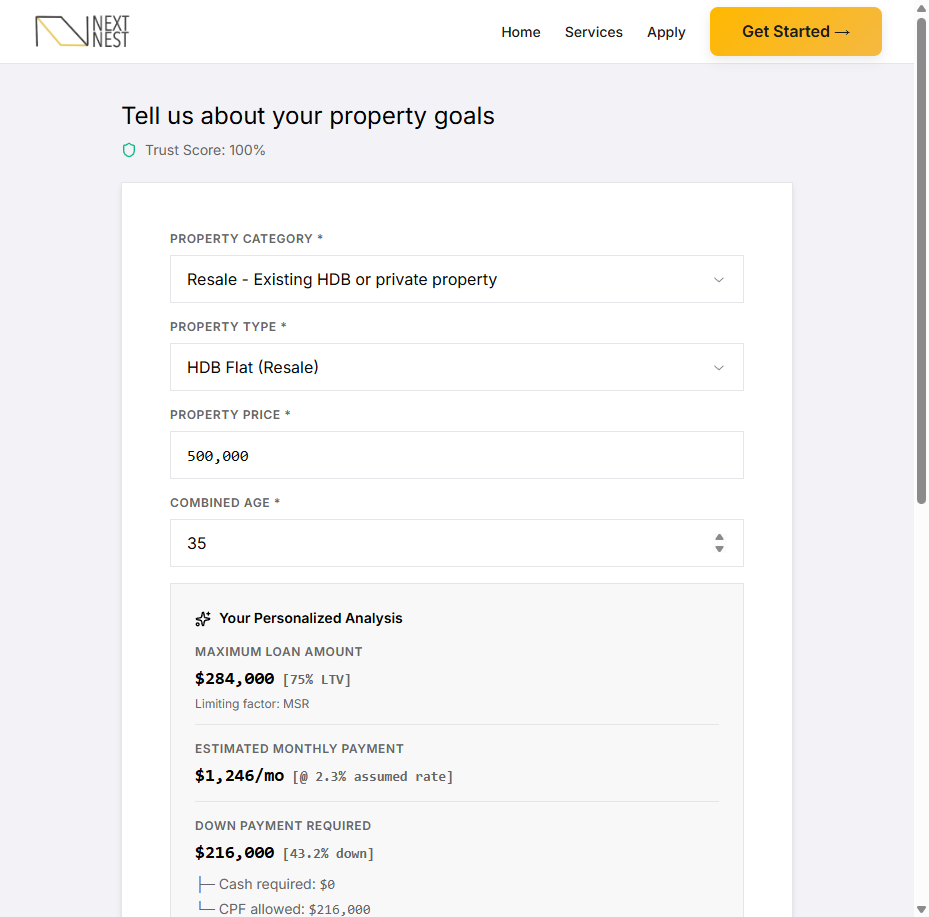 NEXT
NEST
Home Services Apply Get Started →
Tell us about your property goals
Trust Score: 100%
PROPERTY CATEGORY *
Resale - Existing HDB or private property
PROPERTY TYPE *
HDB Flat (Resale)
PROPERTY PRICE *
500,000
COMBINED AGE *
35
Your Personalized Analysis
MAXIMUM LOAN AMOUNT
$284,000 [75% LTV]
Limiting factor: MSR
ESTIMATED MONTHLY PAYMENT
$1,246/mo [@ 2.3% assumed rate]
DOWN PAYMENT REQUIRED
$216,000 [43.2% down]
├─ Cash required: $0
└─ CPF allowed: $216,000